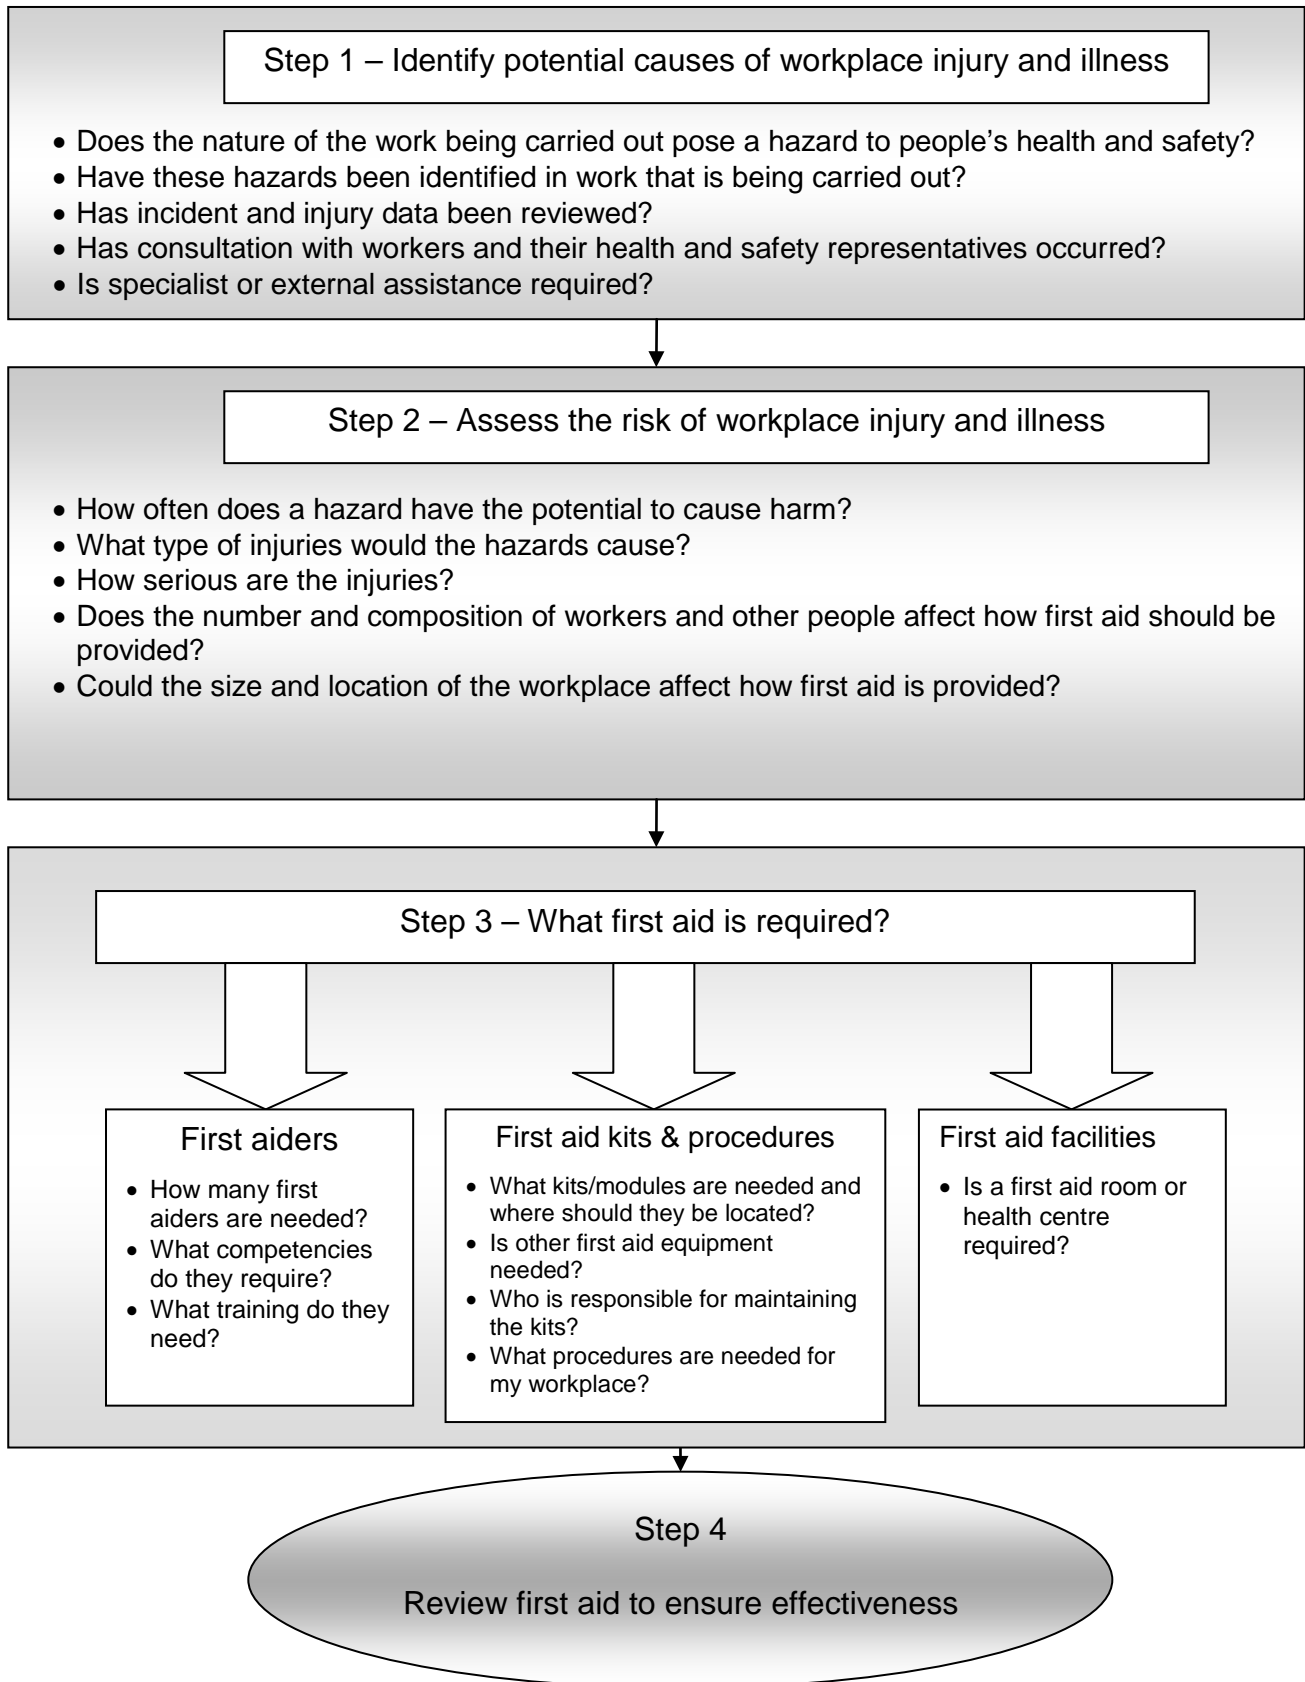 Step 1 – Identify potential causes of workplace injury and illness
• Does the nature of the work being carried out pose a hazard to people’s health and safety?
• Have these hazards been identified in work that is being carried out?
• Has incident and injury data been reviewed?
• Has consultation with workers and their health and safety representatives occurred?
• Is specialist or external assistance required?
Step 2 – Assess the risk of workplace injury and illness
• How often does a hazard have the potential to cause harm?
• What type of injuries would the hazards cause?
• How serious are the injuries?
• Does the number and composition of workers and other people affect how first aid should be
provided?
• Could the size and location of the workplace affect how first aid is provided?
Step 3 – What first aid is required?
First aiders
• How many first
aiders are needed?
• What competencies
do they require?
• What training do they
need?
First aid kits & procedures
• What kits/modules are needed and
where should they be located?
• Is other first aid equipment
needed?
• Who is responsible for maintaining
the kits?
• What procedures are needed for
my workplace?
First aid facilities
• Is a first aid room or
health centre
required?
Step 4
Review first aid to ensure effectiveness